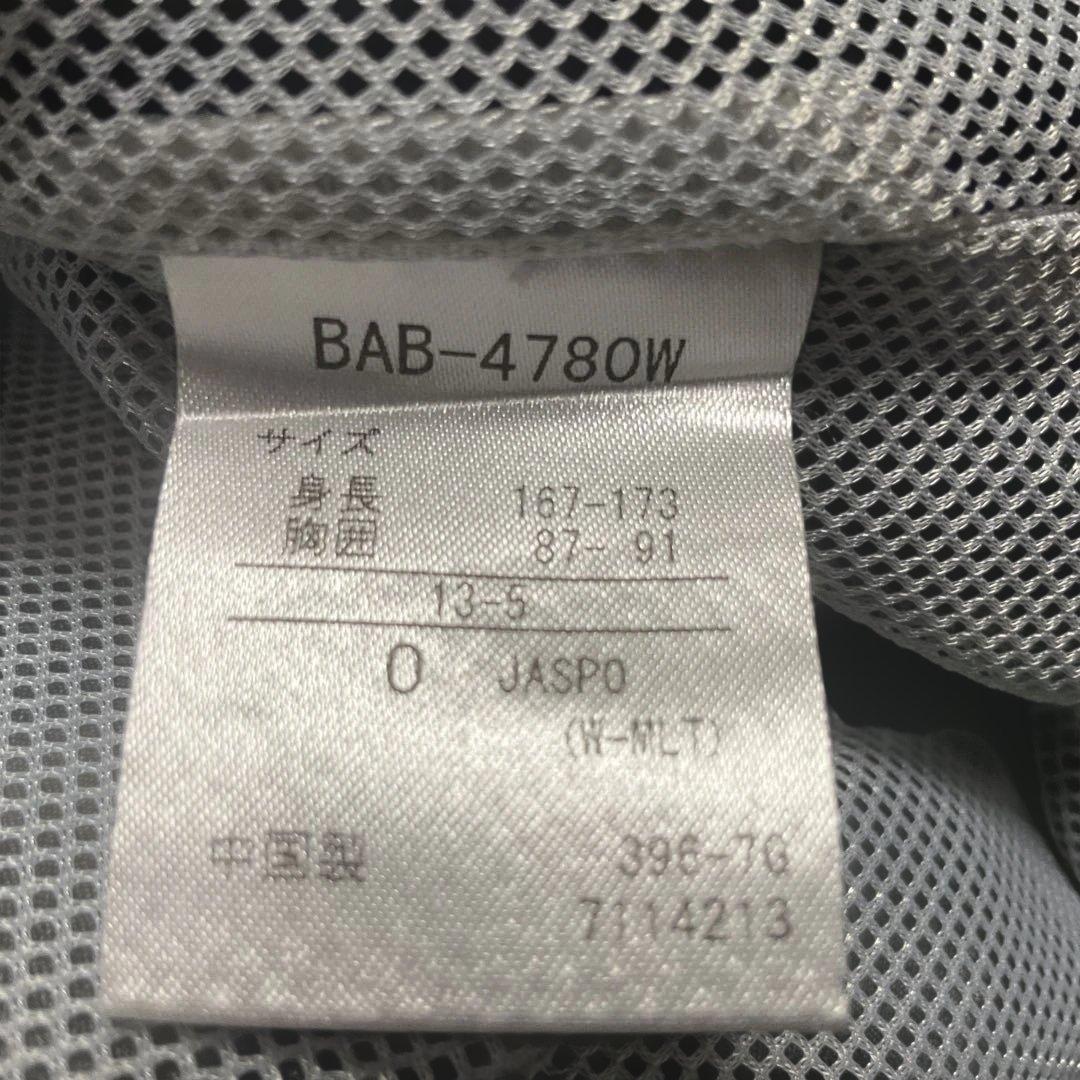 BAB-4780W
サイズ
身長 167-173
胸囲 87- 91
13-5
O JASPO
(W-MLT)
中国製 396-7G
7114213